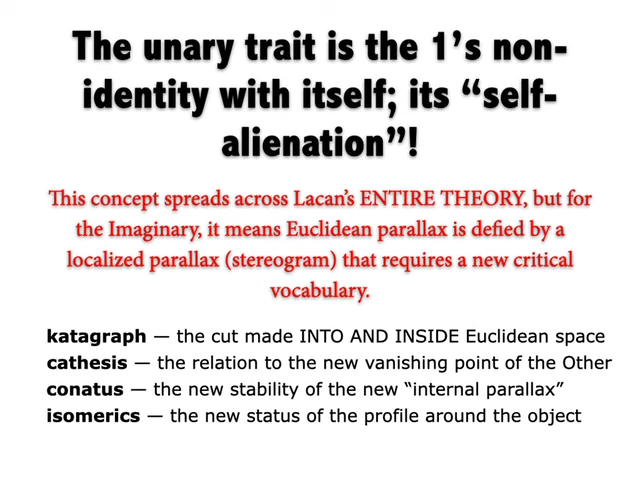 The unary trait is the 1’s non-
identity with itself; its “self-
alienation”!
This concept spreads across Lacan’s ENTIRE THEORY, but for
the Imaginary, it means Euclidean parallax is defied by a
localized parallax (stereogram) that requires a new critical
vocabulary.
katagraph — the cut made INTO AND INSIDE Euclidean space
cathesis — the relation to the new vanishing point of the Other
conatus — the new stability of the new “internal parallax”
isomerics — the new status of the profile around the object